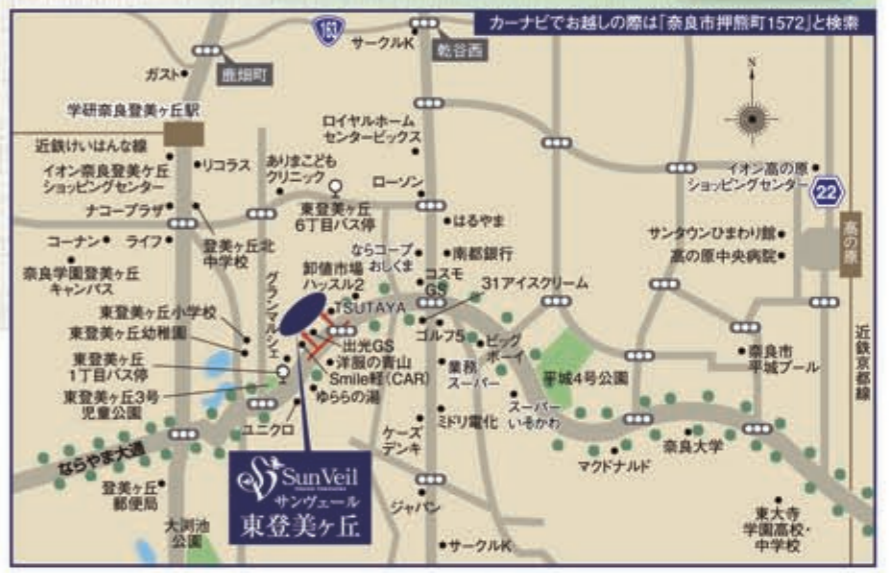 カーナビでお越しの際は「奈良市押熊町1572」と検索
163
サークルK
乾谷西
ガスト
鹿畑町
N
学研奈良登美ヶ丘駅
ロイヤルホーム
センタービックス
近鉄けいはんな線
リコラス
ありまこども
クリニック
イオン奈良登美ケ丘
ショッピングセンター
ローソン
イオン高の原
ショッピングセンター
22
ナコープラザ
東登美ヶ丘
6丁目バス停
はるやま
高の原
コーナン
ライフ
登美ヶ丘北
中学校
ならコープ
おしくま
南都銀行
サンタウンひまわり館
高の原中央病院
奈良学園登美ヶ丘
キャンパス
グランマルシェ
卸値市場
ハッスル2
コスモ
GS
31アイスクリーム
TSUTAYA
東登美ヶ丘小学校
東登美ヶ丘幼稚園
出光GS
ゴルフ5
ビッグ
ボーイ
近鉄京都線
東登美ヶ丘
1丁目バス停
洋服の青山
Smile軽(CAR)
業務
スーパー
平城4号公園
奈良市
平城プール
東登美ヶ丘3号
児童公園
ゆららの湯
スーパー
いるかわ
ユニクロ
ケーズ
デンキ
ミドリ電化
奈良大学
ならやま大通
マクドナルド
SunVeil
サンヴェール
東登美ヶ丘
登美ヶ丘
郵便局
ジャパン
大渕池
公園
東大寺
学園高校・
中学校
サークルK